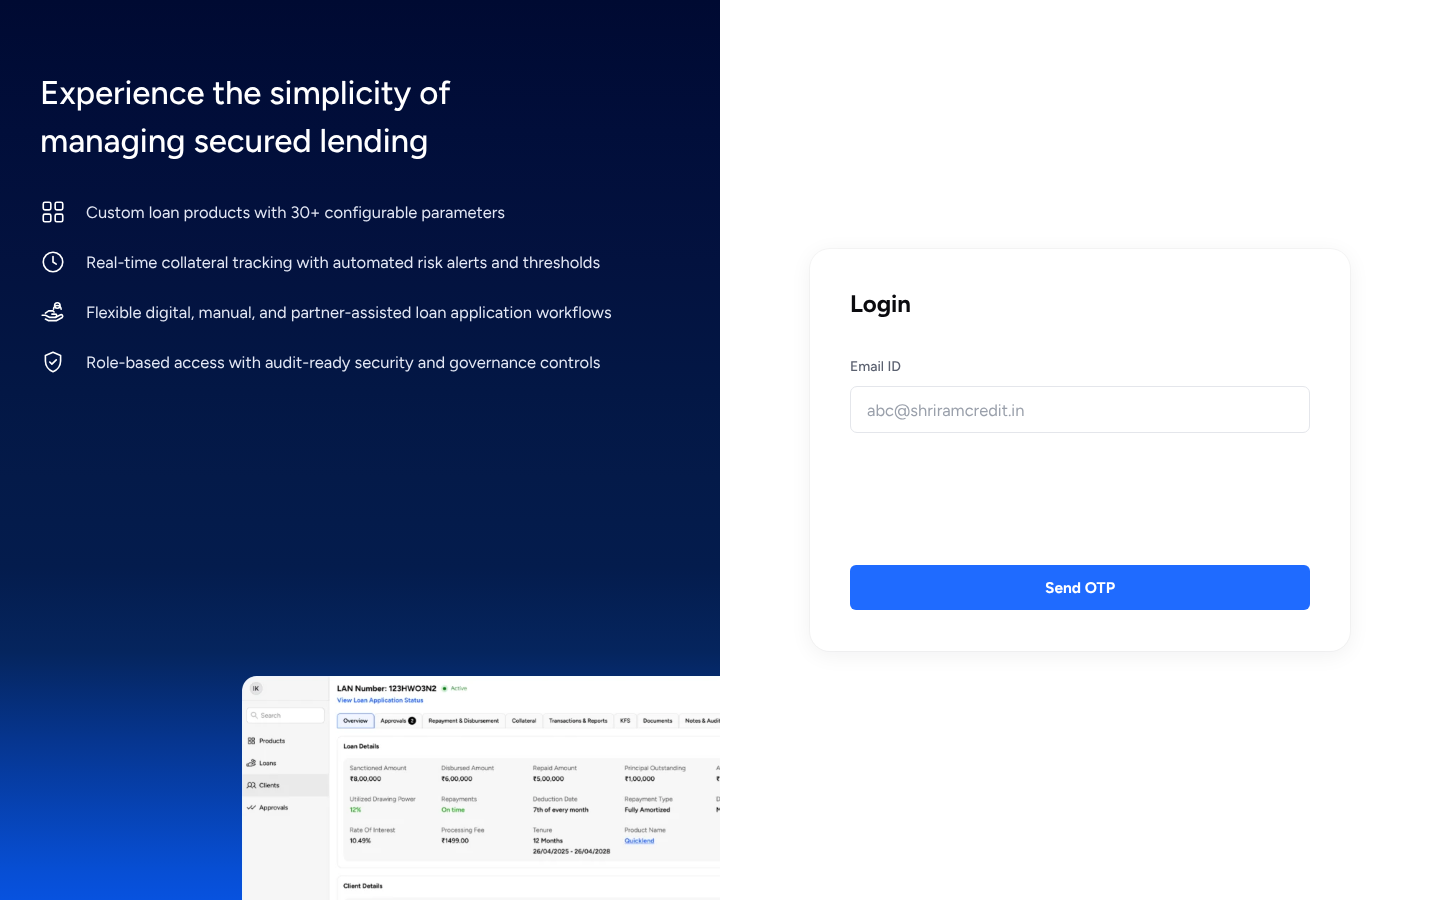 Experience the simplicity of
managing secured lending
Custom loan products with 30+ configurable parameters
Real-time collateral tracking with automated risk alerts and thresholds
Flexible digital, manual, and partner-assisted loan application workflows
Role-based access with audit-ready security and governance controls
IK
LAN Number: 123HWO3N2 Active
View Loan Application Status
Search
Overview Approvals 2 Repayment & Disbursement Collateral Transactions & Reports KFS Documents Notes & Audit
Products
Loans
Clients
Approvals
Loan Details
Sanctioned Amount Disbursed Amount Repaid Amount Principal Outstanding A
₹8,00,000 ₹6,00,000 ₹5,00,000 ₹1,00,000
Utilized Drawing Power Repayments Deduction Date Repayment Type D
12% On time 7th of every month Fully Amortized M
Rate Of Interest Processing Fee Tenure Product Name
10.49% ₹1499.00 12 Months Quicklend
26/04/2025 - 26/04/2028
Client Details
Login
Email ID
abc@shriramcredit.in
Send OTP